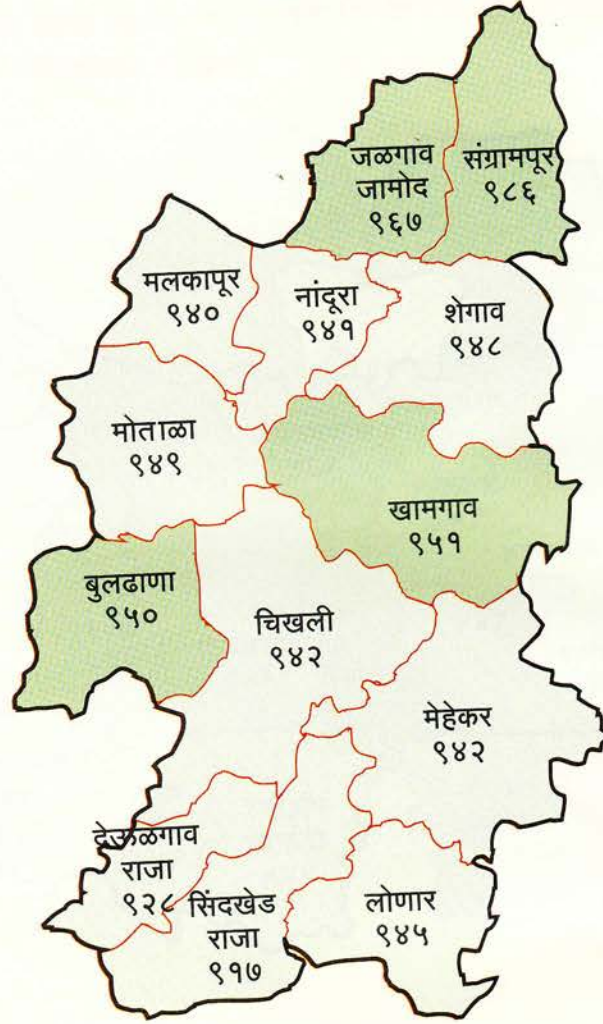 जळगाव
जामोद
९६७
संग्रामपूर
९८६
मलकापूर
९४०
नांदूरा
९४१
शेगाव
९४८
मोताळा
९४९
खामगाव
९५१
बुलढाणा
९५०
चिखली
९४२
मेहेकर
९४२
देऊळगाव
राजा
९२८
सिंदखेड
राजा
९१७
लोणार
९४५